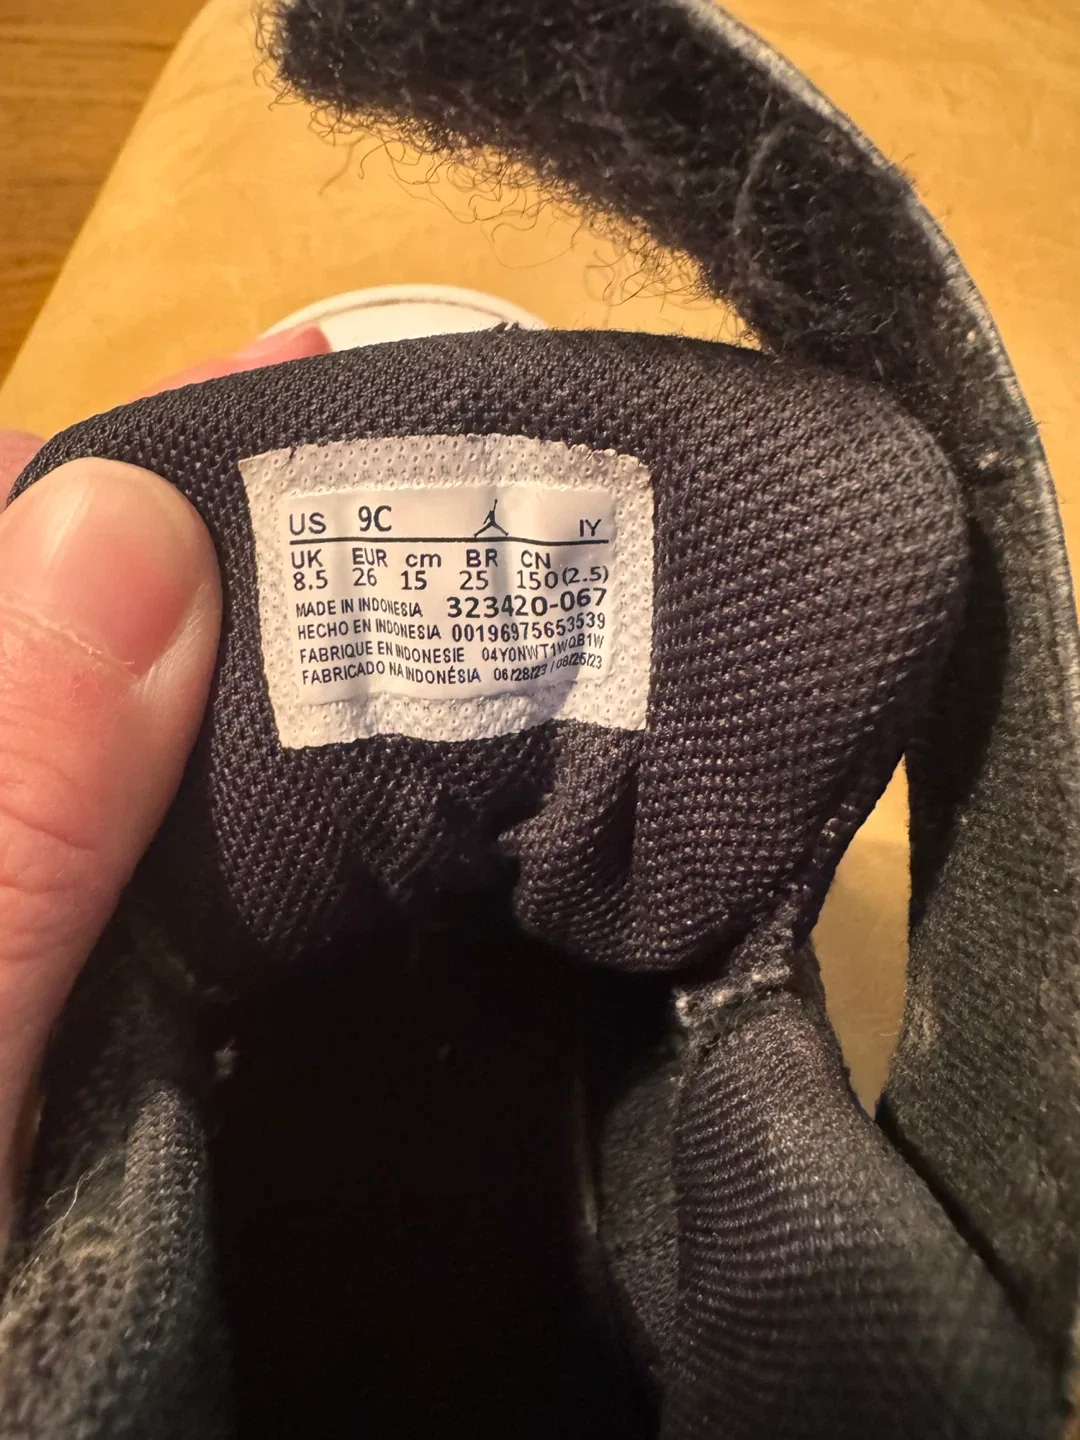 US 9C IY
UK EUR cm BR CN
8.5 26 15 25 150(2.5)
MADE IN INDONESIA 323420-067
HECHO EN INDONESIA 00196975653539
FABRIQUE EN INDONESIE 04Y0NWT1WQB1W
FABRICADO NA INDONÉSIA 06/28/23 / 08/26/23